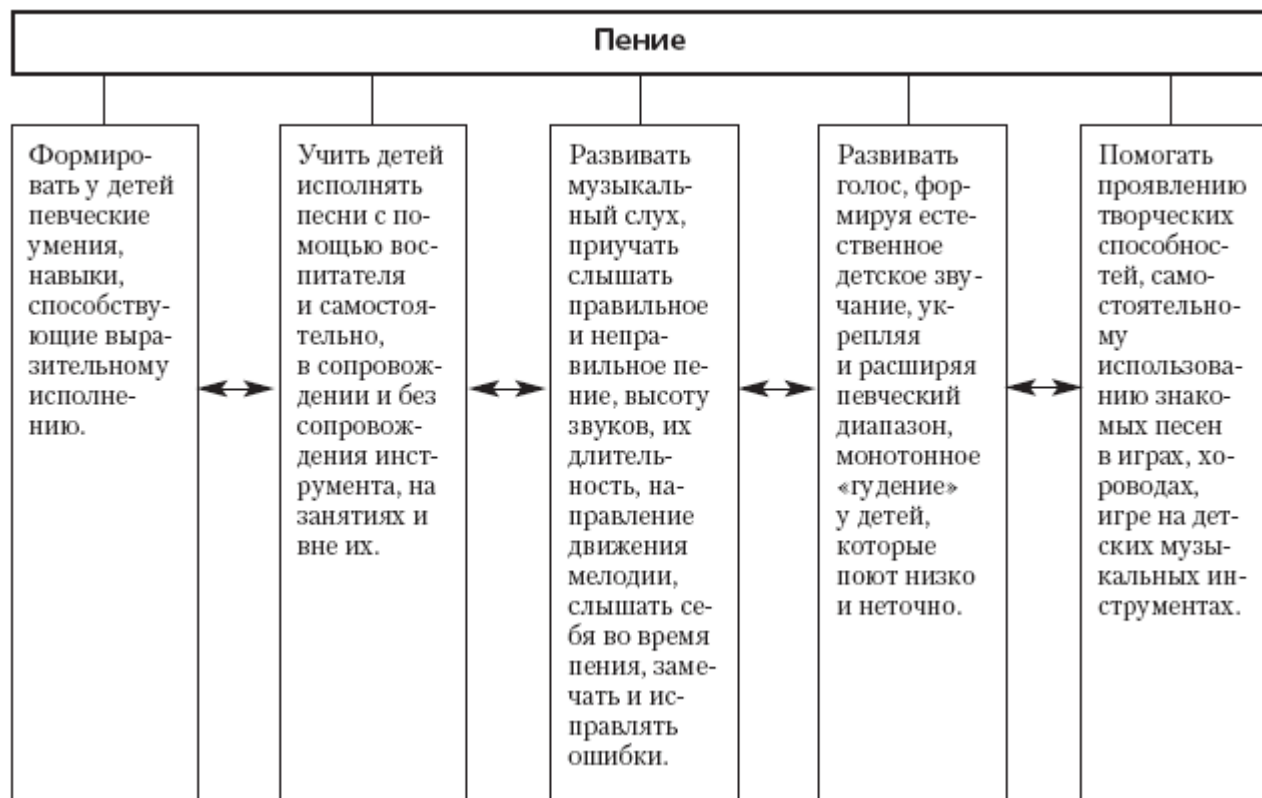 Пение
Формиро-
вать у детей
певческие
умения,
навыки,
способству-
ющие выра-
зительному
исполне-
нию.
Учить детей
исполнять
песни с по-
мощью вос-
питателя
и самостоя-
тельно,
в сопровож-
дении и без
сопровож-
дения инст-
румента, на
занятиях и
вне их.
Развивать
музыкаль-
ный слух,
приучать
слышать
правильное
и непра-
вильное пе-
ние, высоту
звуков, их
длитель-
ность, на-
правление
движения
мелодии,
слышать се-
бя во время
пения, заме-
чать и ис-
правлять
ошибки.
Развивать
голос, фор-
мируя есте-
ственное
детское зву-
чание, ук-
репляя
и расширяя
певческий
диапазон,
монотонное
«гудение»
у детей,
которые
поют низко
и неточно.
Помогать
проявлению
творческих
способнос-
тей, само-
стоятельно-
му
использова-
нию знако-
мых песен
в играх, хо-
роводах,
игре на дет-
ских музы-
кальных ин-
струментах.